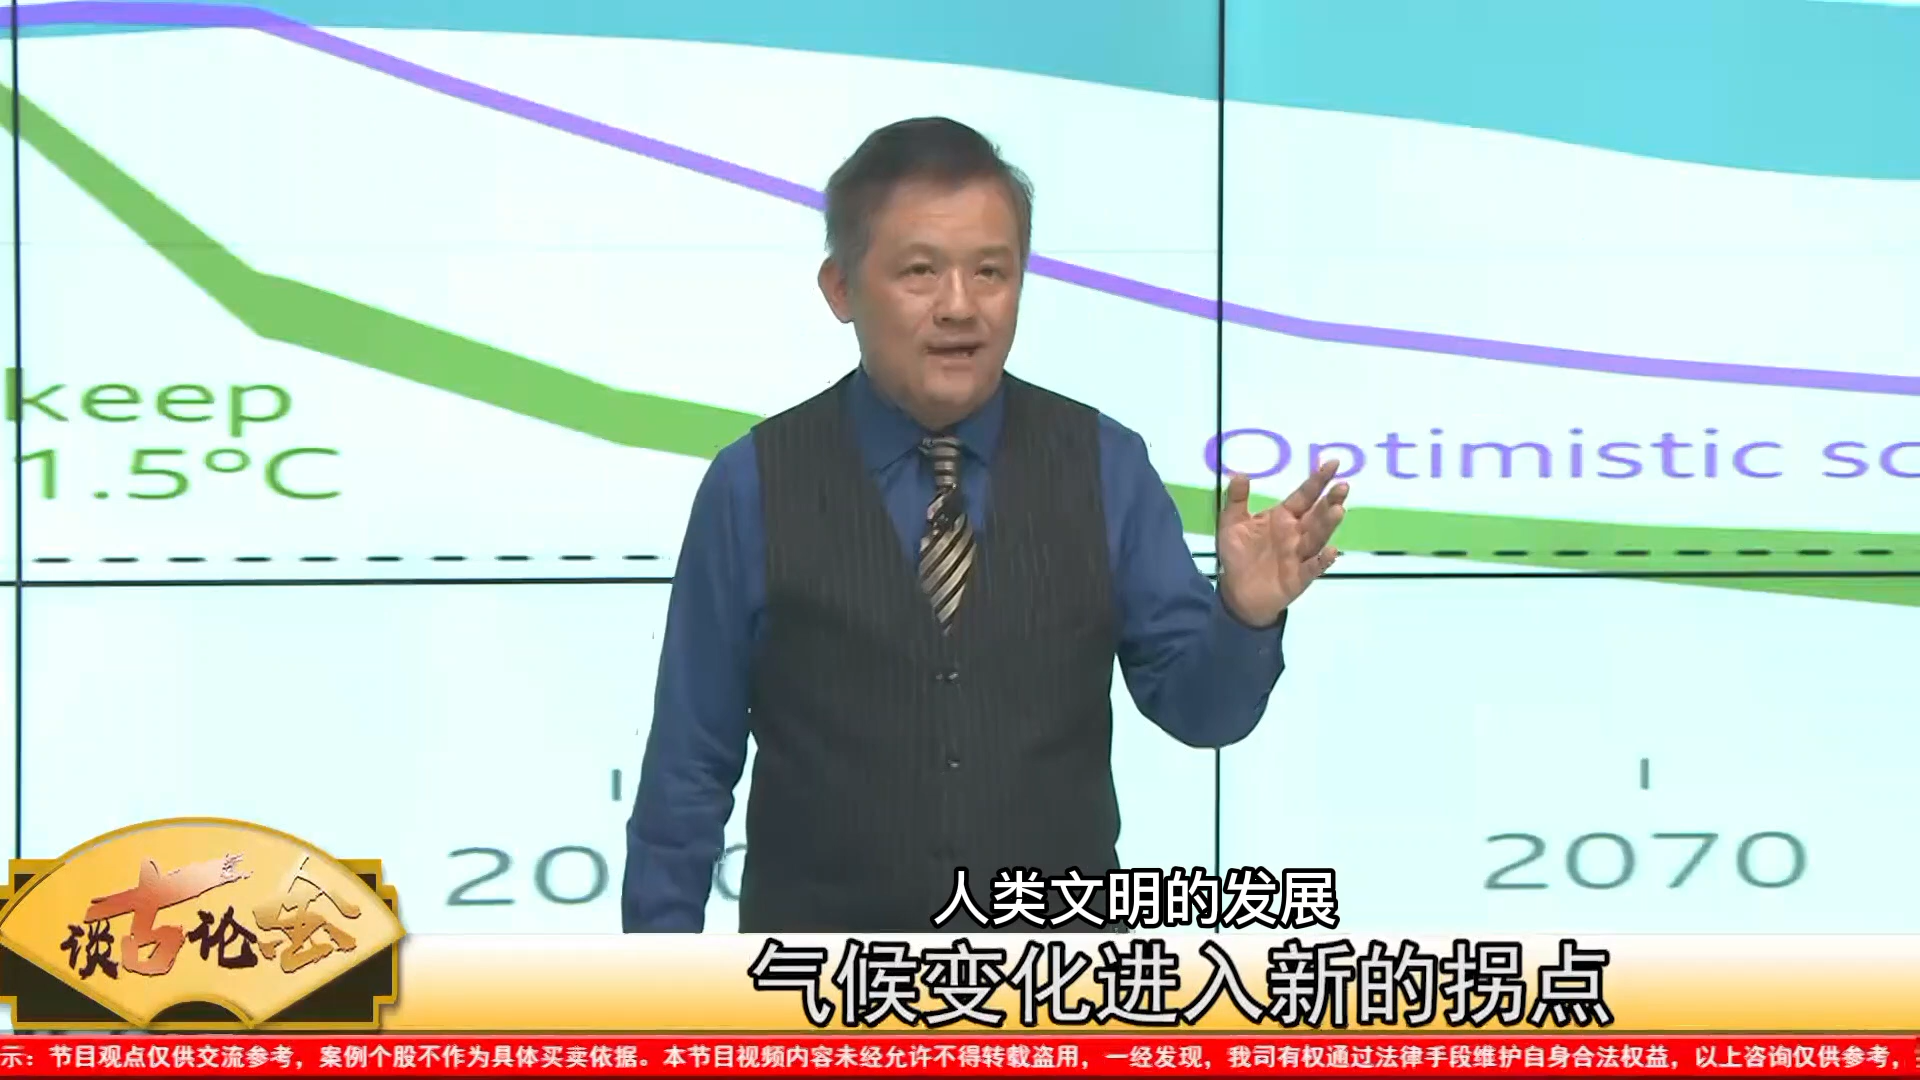 keep
1.5°C
Optimistic sc
2070
人类文明的发展
谈古论金
气候变化进入新的拐点
示：节目观点仅供交流参考，案例个股不作为具体买卖依据。本节目视频内容未经允许不得转载盗用，一经发现，我司有权通过法律手段维护自身合法权益，以上咨询仅供参考，